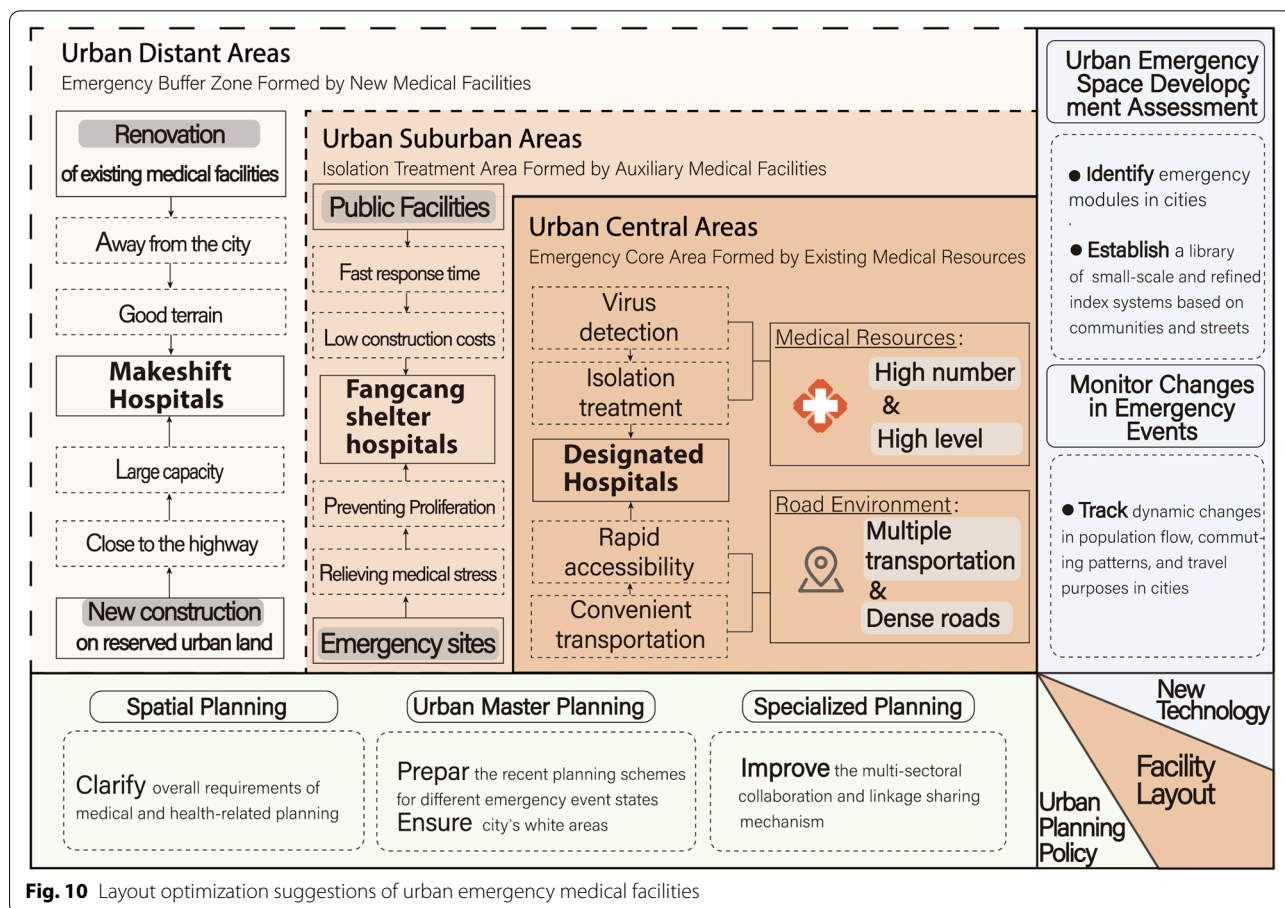 Urban Distant Areas
Emergency Buffer Zone Formed by New Medical Facilities
Renovation
of existing medical facilities
Away from the city
Good terrain
Makeshift
Hospitals
Large capacity
Close to the highway
New construction
on reserved urban land
Urban Suburban Areas
Isolation Treatment Area Formed by Auxiliary Medical Facilities
Public Facilities
Fast response time
Low construction costs
Fangcang
shelter
hospitals
Preventing Proliferation
Relieving medical stress
Emergency sites
Urban Central Areas
Emergency Core Area Formed by Existing Medical Resources
Virus
detection
Isolation
treatment
Designated
Hospitals
Rapid
accessibility
Convenient
transportation
Medical Resources:
High number
&
High level
Road Environment:
Multiple
transportation
&
Dense roads
Urban Emergency
Space Developç
ment Assessment
● Identify emergency
modules in cities
.
● Establish a library
of small-scale and refined
index systems based on
communities and streets
Monitor Changes
in Emergency
Events
● Track dynamic changes
in population flow, commut-
ing patterns, and travel
purposes in cities
Spatial Planning
Clarify overall requirements of
medical and health-related planning
Urban Master Planning
Prepar the recent planning schemes
for different emergency event states
Ensure city's white areas
Specialized Planning
Improve the multi-sectoral
collaboration and linkage sharing
mechanism
New
Technology
Facility
Layout
Urban
Planning
Policy
Fig. 10 Layout optimization suggestions of urban emergency medical facilities